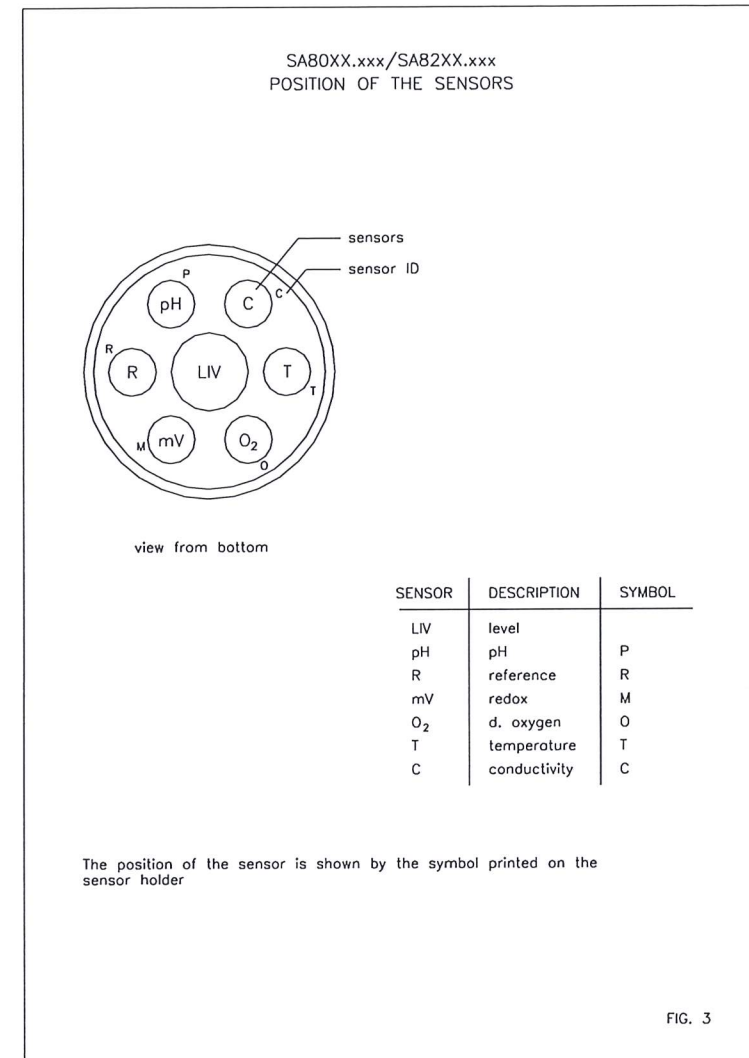 SA80XX.xxx/SA82XX.xxx
POSITION OF THE SENSORS
sensors
sensor ID
P
pH
C
C
R
R
LIV
T
T
M
mV
O₂
O
view from bottom
SENSOR DESCRIPTION SYMBOL
LIV level
pH pH P
R reference R
mV redox M
O₂ d. oxygen O
T temperature T
C conductivity C
The position of the sensor is shown by the symbol printed on the
sensor holder
FIG. 3